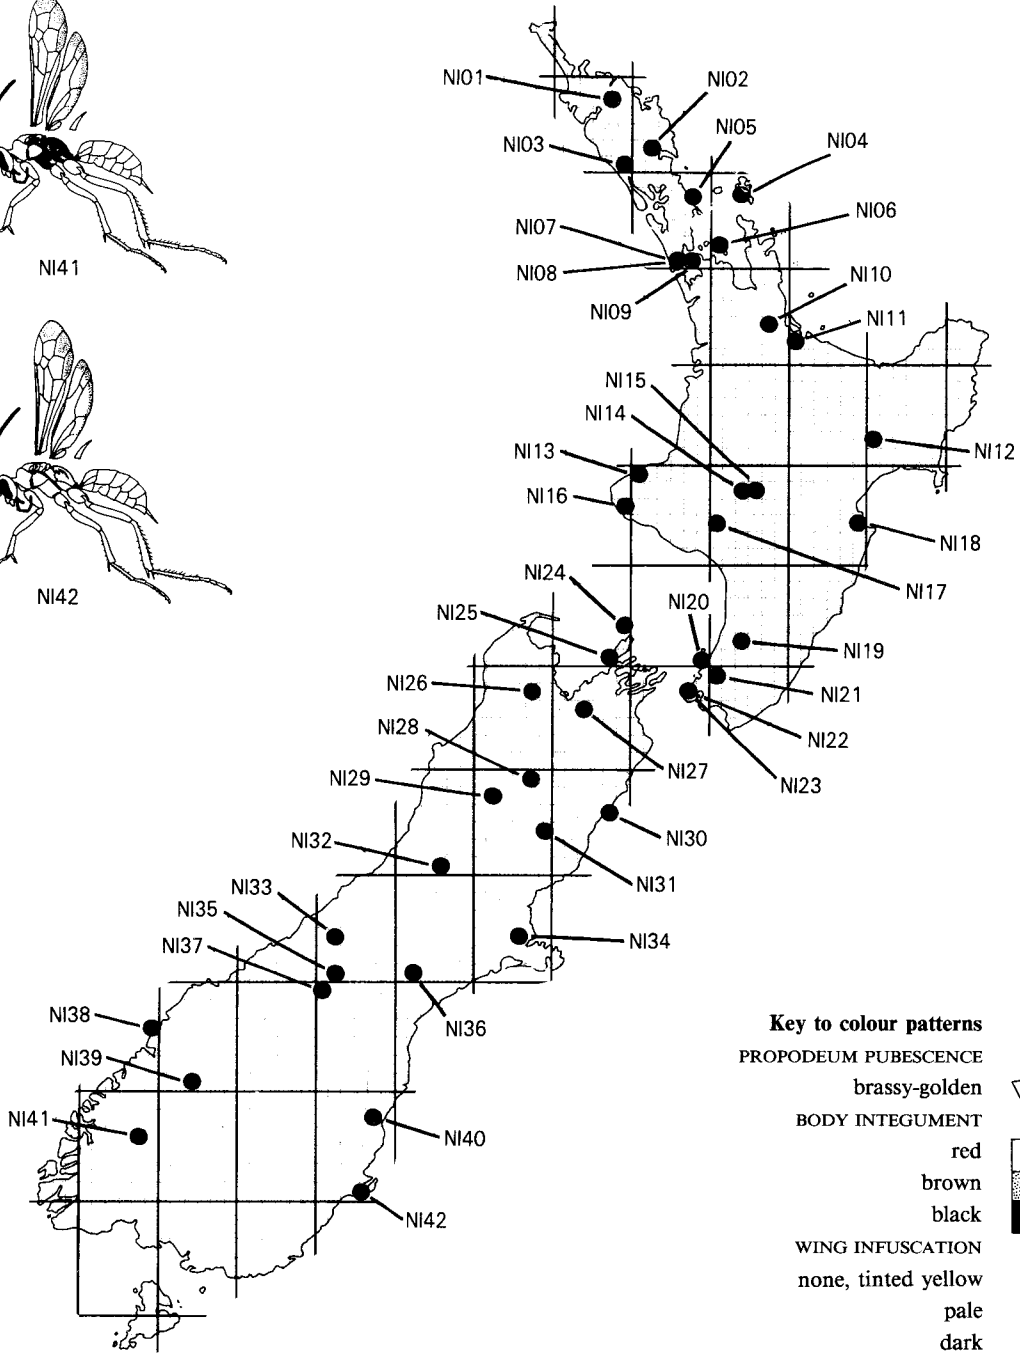 NI01
NI02
NI05
NI03
NI04
NI06
NI07
NI08
NI10
NI09
NI11
NI41
NI15
NI14
NI13
NI12
NI16
NI18
NI24
NI17
NI42
NI20
NI25
NI19
NI26
NI21
NI28
NI22
NI27
NI29
NI23
NI32
NI30
NI31
NI33
NI35
NI34
NI37
NI38
NI36
NI39
NI41
NI40
NI42
Key to colour patterns
PROPODEUM PUBESCENCE
brassy-golden
BODY INTEGUMENT
red
brown
black
WING INFUSCATION
none, tinted yellow
pale
dark